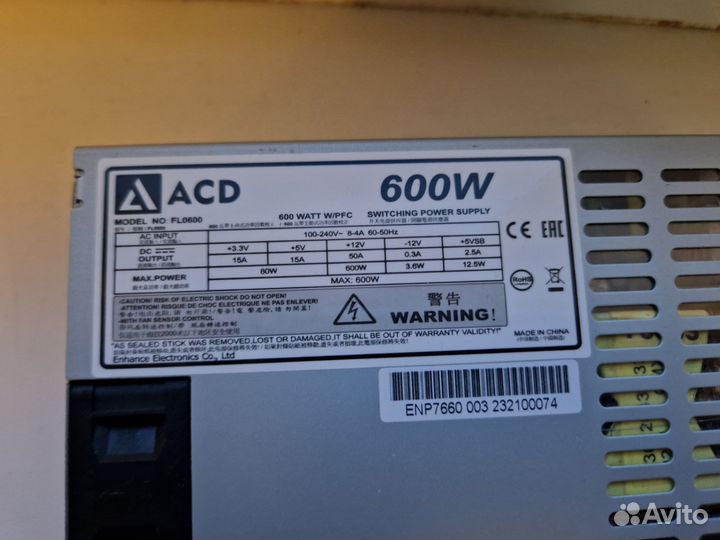 ACD 600W
MODEL NO: FL0600 600 WATT W/PFC SWITCHING POWER SUPPLY
AC INPUT 100-240V~ 8-4A 60-50Hz
DC +3.3V +5V +12V -12V +5VSB
OUTPUT 15A 15A 50A 0.3A 2.5A
MAX.POWER 80W 600W 3.6W 12.5W
MAX: 600W
CE EAC
RoHS
CAUTION! RISK OF ELECTRIC SHOCK DO NOT OPEN!
ATTENTION! RISQUE DE CHOC ELECTRIQUE NE PAS ENLEVER!
WITH FAN SENSOR CONTROL
警告
WARNING!
"AS SEALED STICK WAS REMOVED,LOST OR DAMAGED,IT SHALL BE OUT OF WARRANTY VALIDITY!"
Enhance Electronics Co., Ltd
MADE IN CHINA
ENP7660 003 232100074
Avito